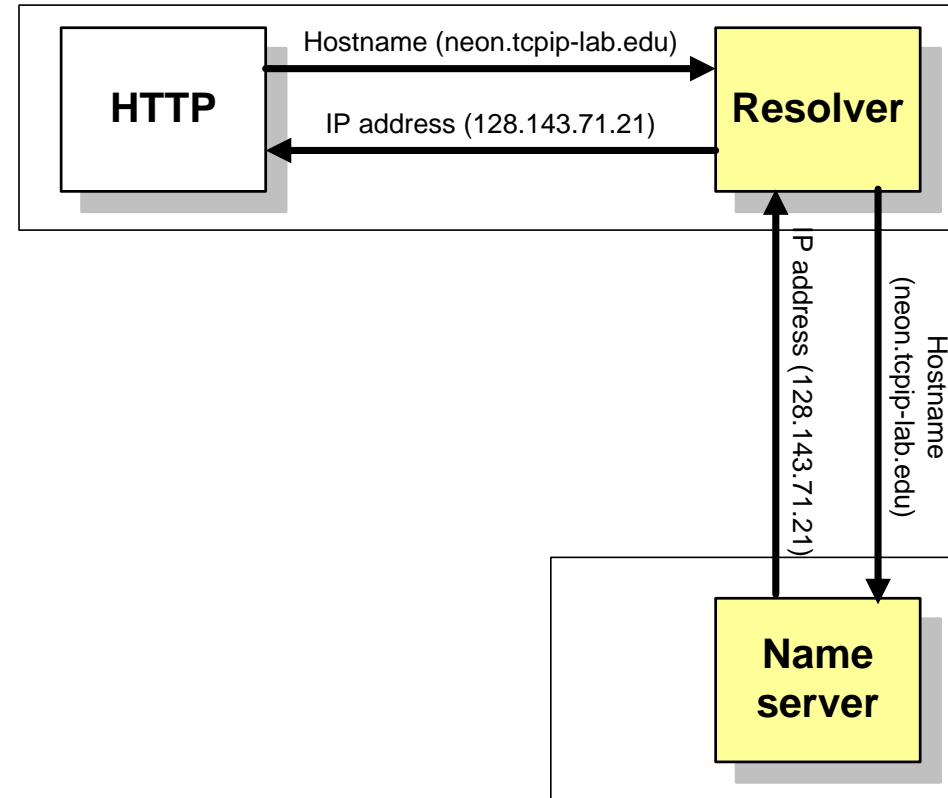 Hostname (neon.tcpip-lab.edu)
HTTP
Resolver
IP address (128.143.71.21)
IP address (128.143.71.21)
Hostname
(neon.tcpip-lab.edu)
Name
server